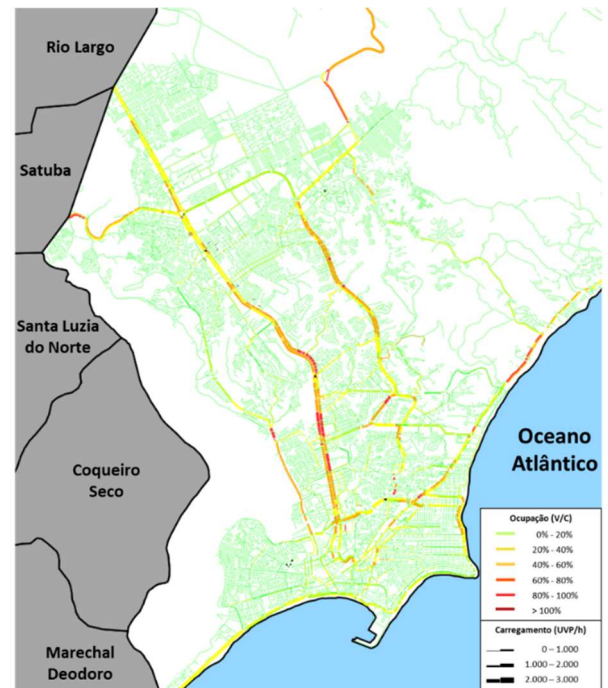 Rio Largo
Satuba
Santa Luzia
do Norte
Coqueiro
Seco
Marechal
Deodoro
Oceano
Atlântico
Ocupação (V/C)
0% - 20%
20% - 40%
40% - 60%
60% - 80%
80% - 100%
> 100%
Carregamento (UVP/h)
0 – 1.000
1.000 – 2.000
2.000 – 3.000